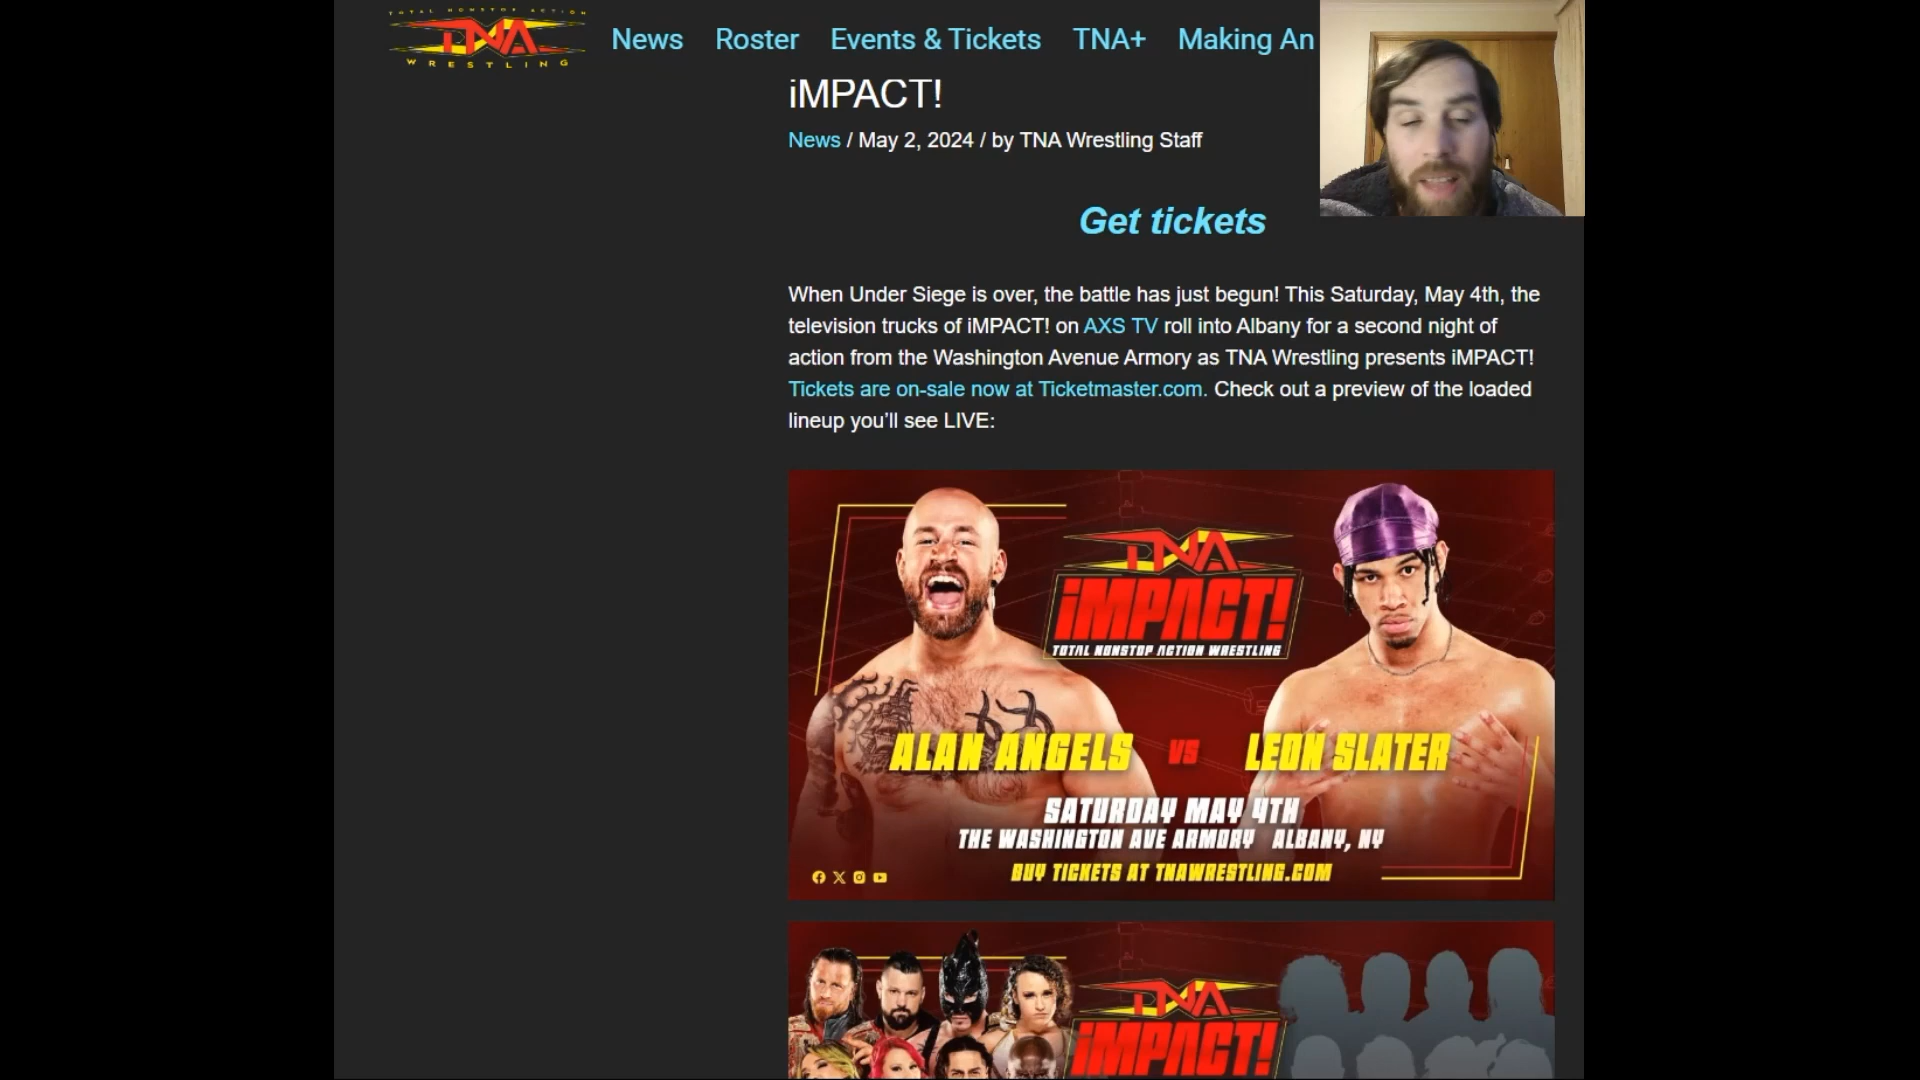 TOTAL NONSTOP ACTION
TNA
WRESTLING
News Roster Events & Tickets TNA+ Making An
iMPACT!
News / May 2, 2024 / by TNA Wrestling Staff
Get tickets
When Under Siege is over, the battle has just begun! This Saturday, May 4th, the
television trucks of iMPACT! on AXS TV roll into Albany for a second night of
action from the Washington Avenue Armory as TNA Wrestling presents iMPACT!
Tickets are on-sale now at Ticketmaster.com. Check out a preview of the loaded
lineup you’ll see LIVE:
TNA
iMPACT!
TOTAL NONSTOP ACTION WRESTLING
ALAN ANGELS VS LEON SLATER
SATURDAY MAY 4TH
THE WASHINGTON AVE ARMORY ALBANY, NY
BUY TICKETS AT TNAWRESTLING.COM
TNA
iMPACT!